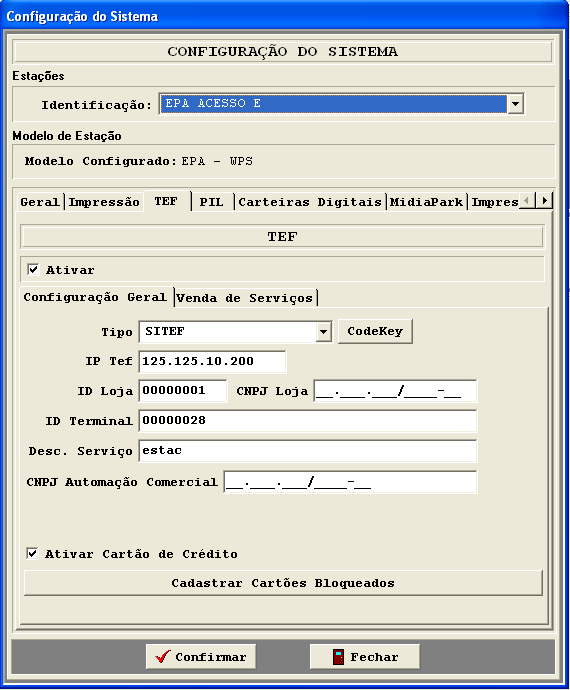 Configuração do Sistema
CONFIGURAÇÃO DO SISTEMA
Estações
Identificação: EPA ACESSO E
Modelo de Estação
Modelo Configurado: EPA - WPS
Geral Impressão TEF PIL Carteiras Digitais MidiaPark Impres
TEF
Ativar
Configuração Geral Venda de Serviços
Tipo SITEF CodeKey
IP Tef 125.125.10.200
ID Loja 00000001 CNPJ Loja __.___.___/____-__
ID Terminal 00000028
Desc. Serviço estac
CNPJ Automação Comercial __.___.___/____-__
Ativar Cartão de Crédito
Cadastrar Cartões Bloqueados
Confirmar Fechar